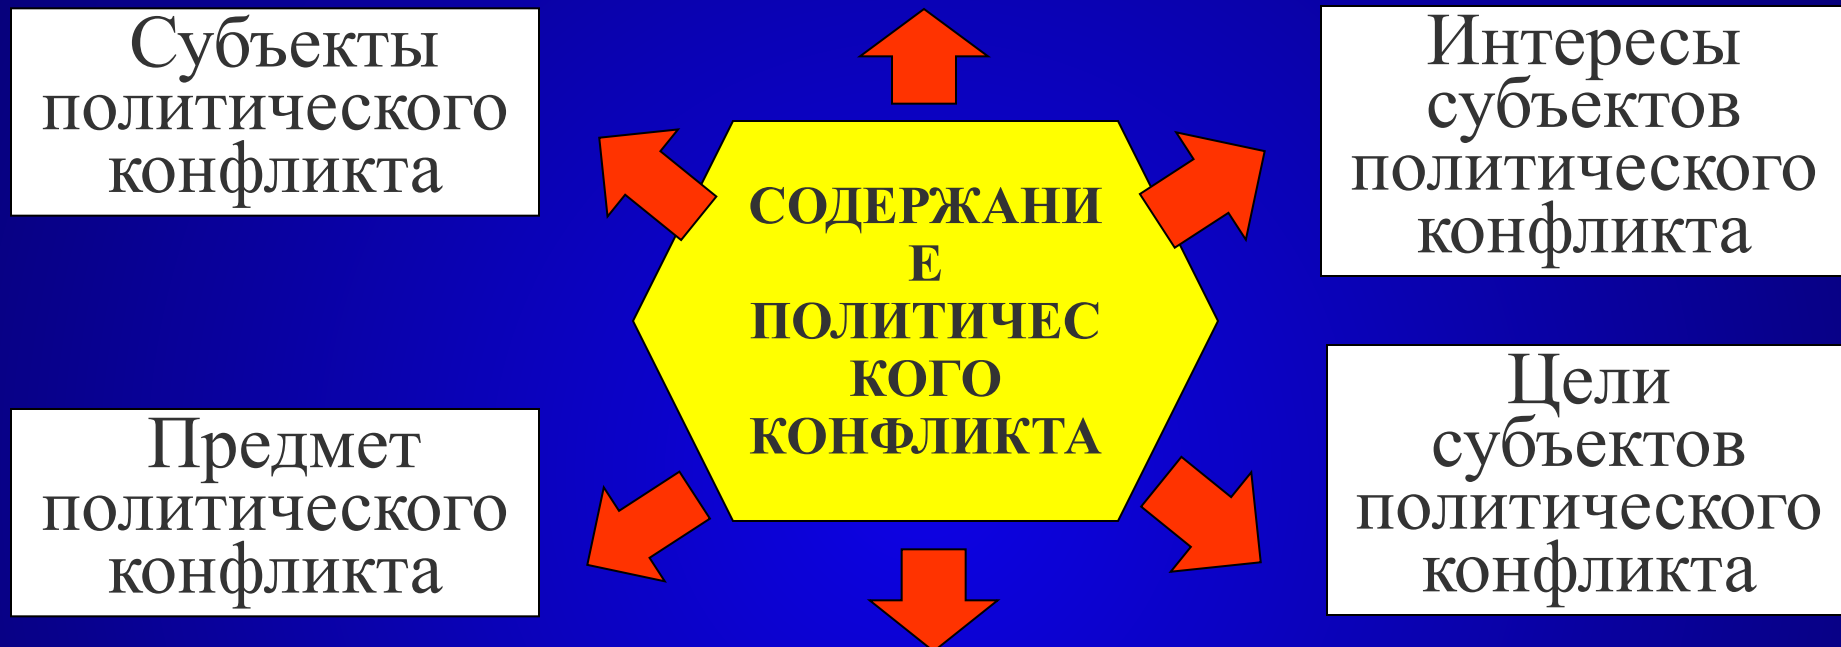 Субъекты
политического
конфликта
Интересы
субъектов
политического
конфликта
СОДЕРЖАНИ
Е
ПОЛИТИЧЕС
КОГО
КОНФЛИКТА
Предмет
политического
конфликта
Цели
субъектов
политического
конфликта